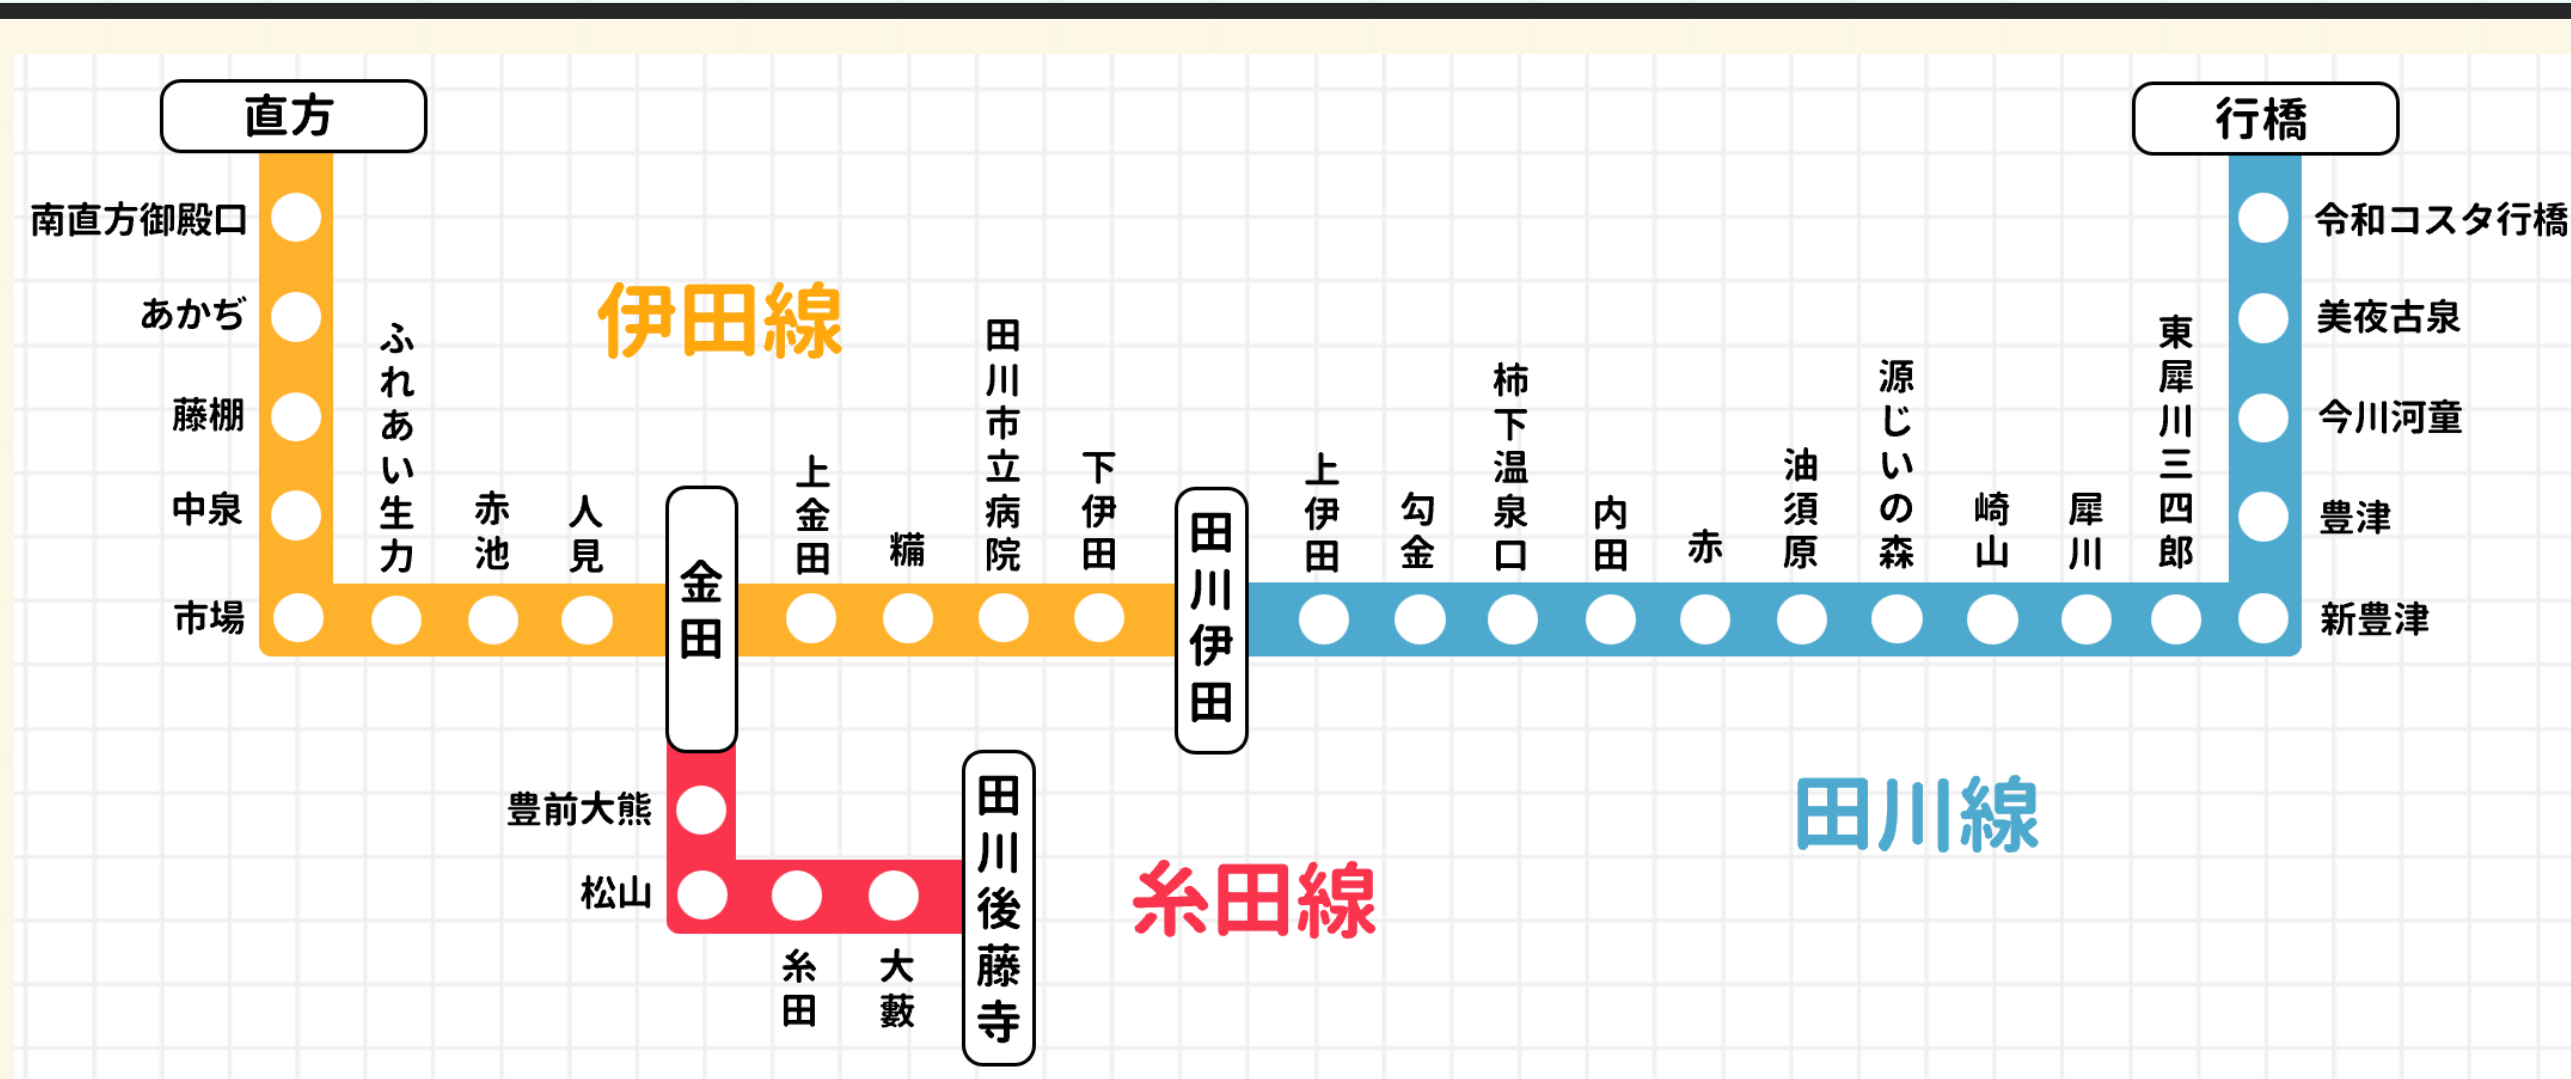 直方
行橋
南直方御殿口
あかぢ
藤棚
中泉
市場
ふれあい生力
赤池
人見
金田
伊田線
上金田
糒
田川市立病院
下伊田
田川伊田
上伊田
勾金
柿下温泉口
内田
赤
油須原
源じいの森
崎山
犀川
東犀川三四郎
令和コスタ行橋
美夜古泉
今川河童
豊津
新豊津
田川線
豊前大熊
松山
糸田
大藪
田川後藤寺
糸田線